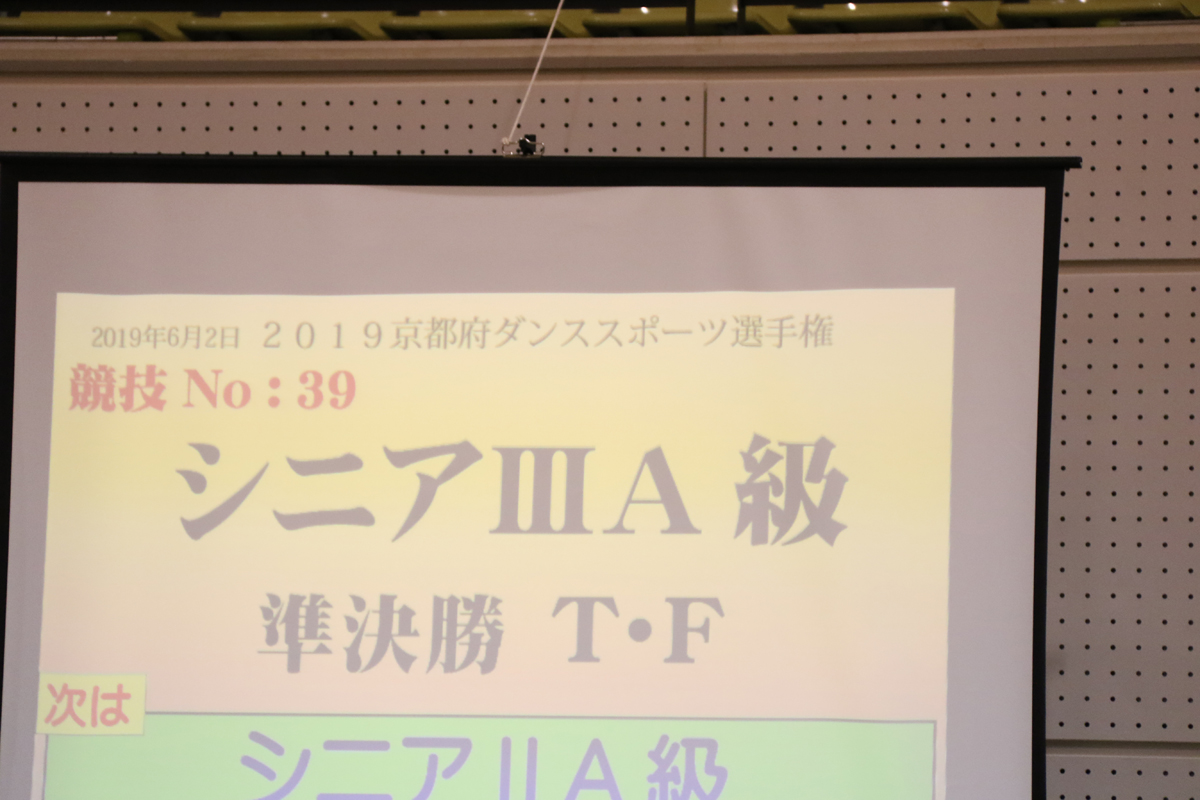 2019年6月2日 ２０１９京都府ダンススポーツ選手権
競技 No : 39
シニアⅢA 級
準決勝 T・F
次は
シニアⅡA 級